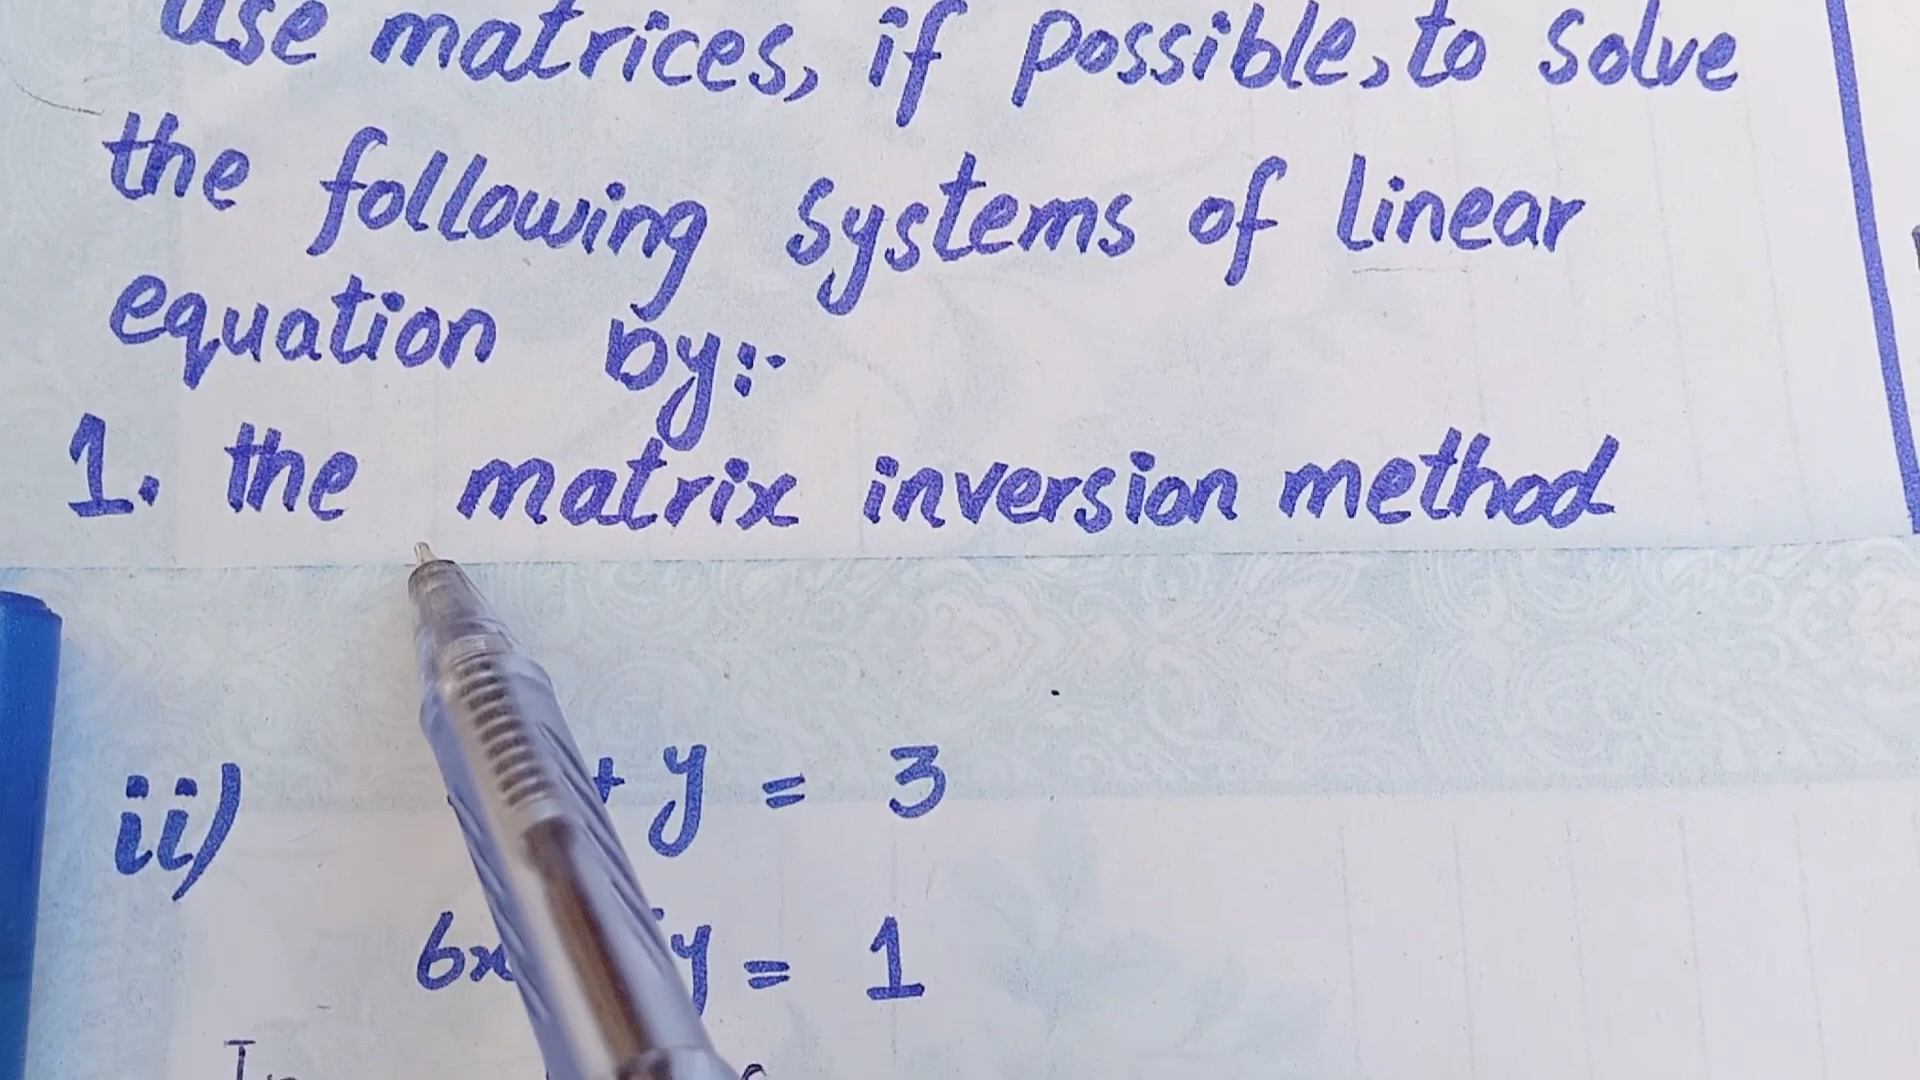 use matrices, if possible, to solve
the following systems of linear
equation by:-
1. the matrix inversion method
ii) + y = 3
6x y = 1